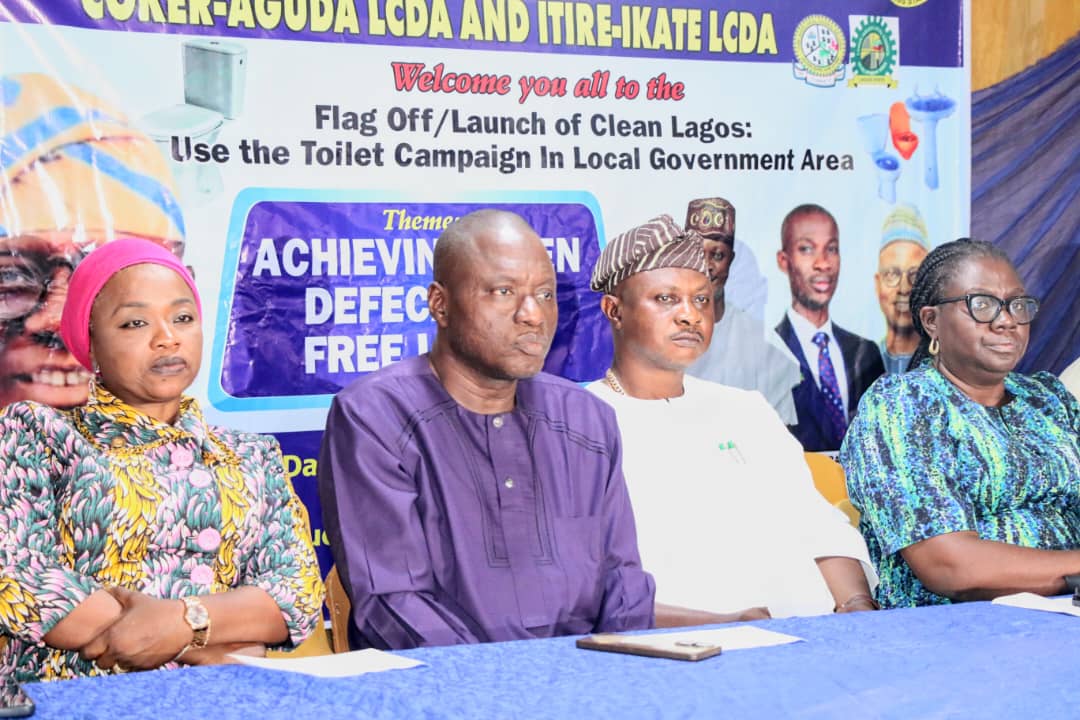 COKER-AGUDA LCDA AND ITIRE-IKATE LCDA
Welcome you all to the
Flag Off/Launch of Clean Lagos:
Use the Toilet Campaign In Local Government Area
Theme:
ACHIEVIN EN
DEFEC
FREE L
Da